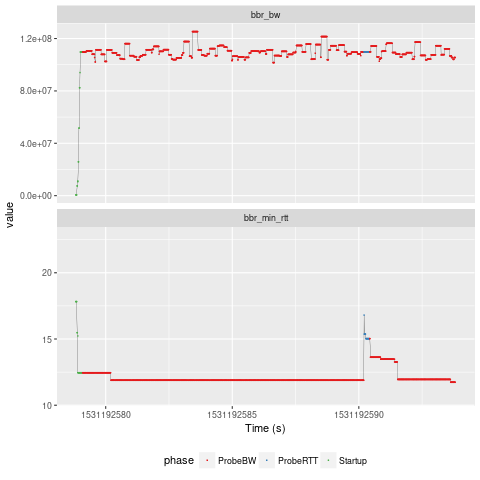 bbr_bw
1.2e+08
8.0e+07
4.0e+07
0.0e+00
value
bbr_min_rtt
20
15
10
1531192580 1531192585 1531192590
Time (s)
phase ProbeBW ProbeRTT Startup